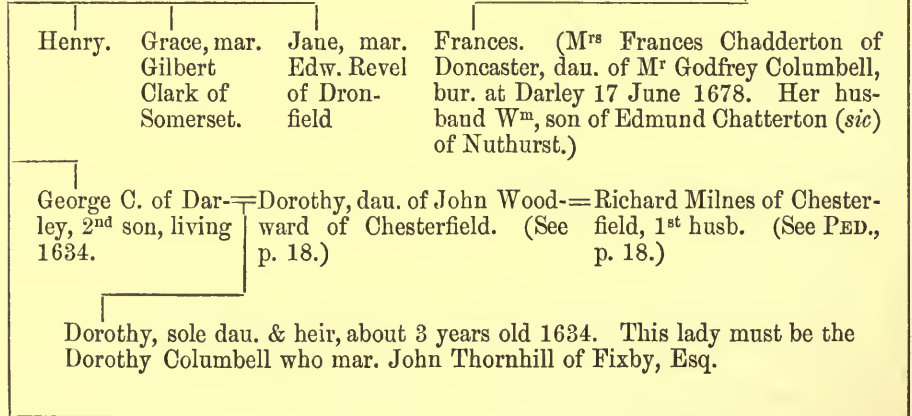 Henry.
Grace, mar.
Gilbert
Clark of
Somerset.
Jane, mar.
Edw. Revel
of Dron-
field
Frances. (Mrs Frances Chadderton of
Doncaster, dau. of Mr Godfrey Columbell,
bur. at Darley 17 June 1678. Her hus-
band Wm, son of Edmund Chatterton (sic)
of Nuthurst.)
George C. of Dar-
ley, 2nd son, living
1634.
=Dorothy, dau. of John Wood-
ward of Chesterfield. (See
p. 18.)
=Richard Milnes of Chester-
field, 1st husb. (See PED.,
p. 18.)
Dorothy, sole dau. & heir, about 3 years old 1634. This lady must be the
Dorothy Columbell who mar. John Thornhill of Fixby, Esq.